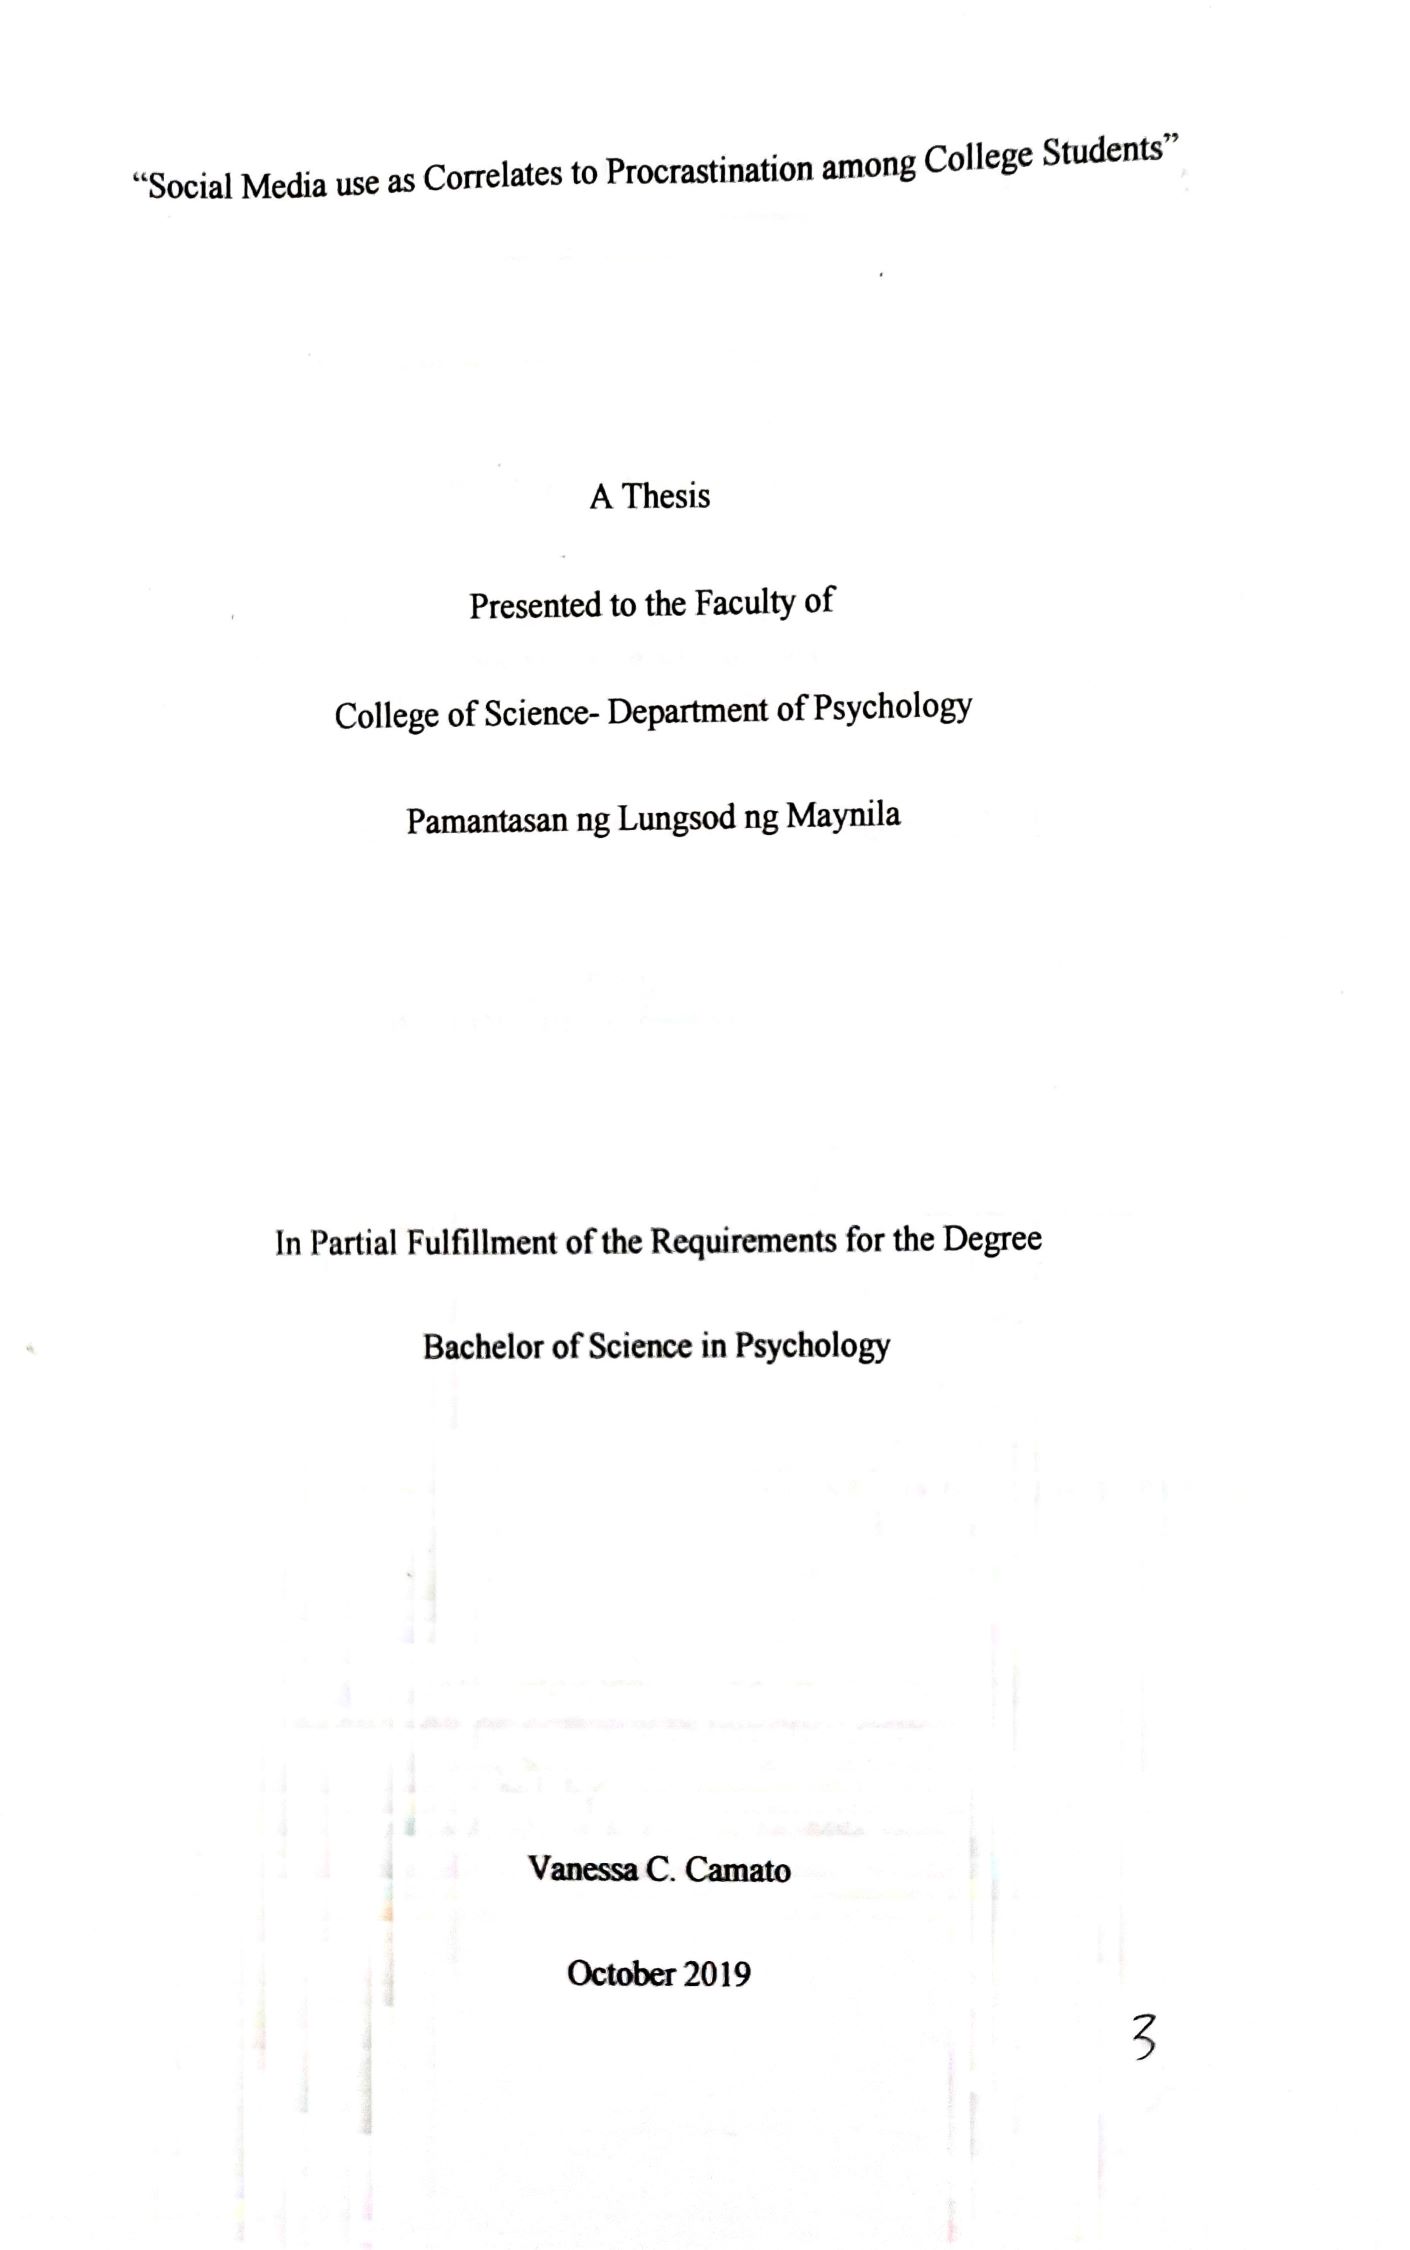 “Social Media use as Correlates to Procrastination among College Students”
A Thesis
Presented to the Faculty of
College of Science- Department of Psychology
Pamantasan ng Lungsod ng Maynila
In Partial Fulfillment of the Requirements for the Degree
Bachelor of Science in Psychology
Vanessa C. Camato
October 2019
3